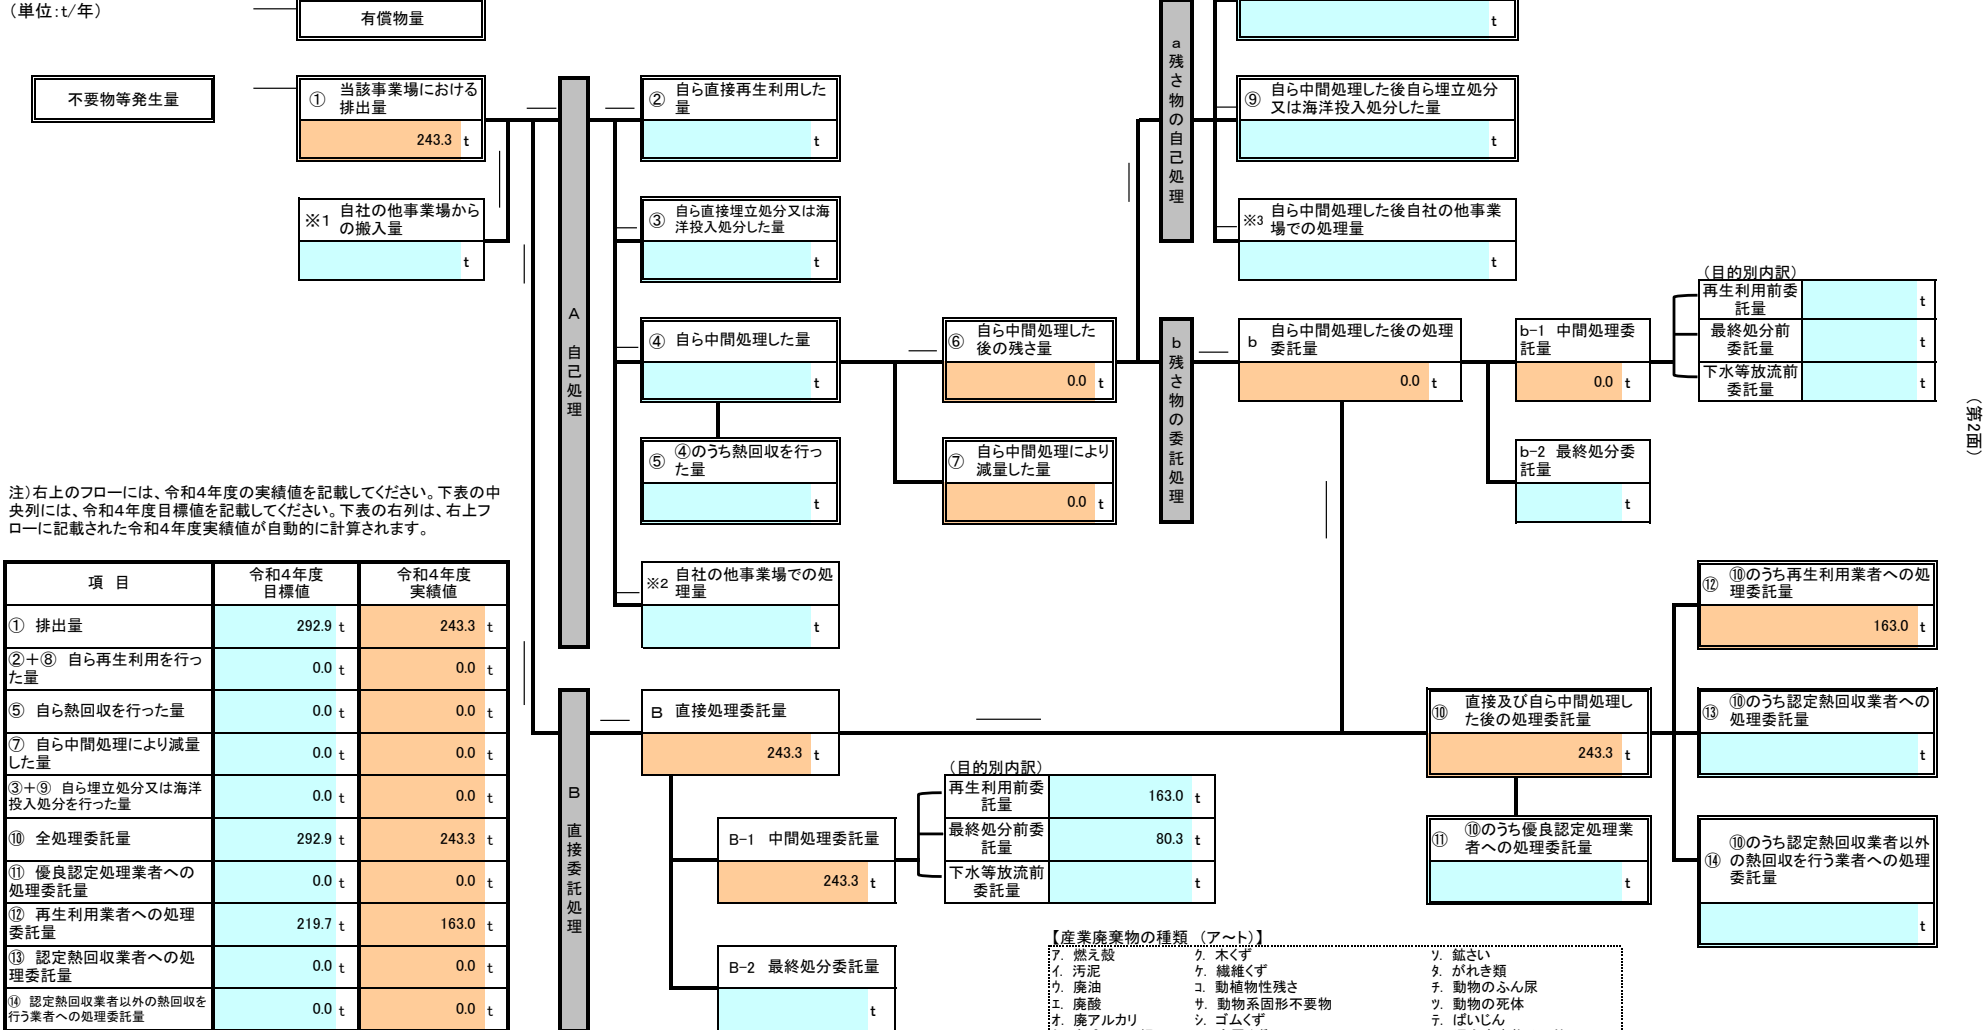 （単位：t/年）
有償物量
t
不要物等発生量
① 当該事業場における
排出量
243.3 t
※1 自社の他事業場から
の搬入量
t
A 自己処理
② 自ら直接再生利用した
量
t
③ 自ら直接埋立処分又は海
洋投入処分した量
t
④ 自ら中間処理した量
t
⑤ ④のうち熱回収を行っ
た量
t
※2 自社の他事業場での処
理量
t
⑥ 自ら中間処理した
後の残さ量
0.0 t
⑦ 自ら中間処理により
減量した量
0.0 t
a 残さ物の自己処理
⑨ 自ら中間処理した後自ら埋立処分
又は海洋投入処分した量
t
※3 自ら中間処理した後自社の他事業
場での処理量
t
b 残さ物の委託処理
b 自ら中間処理した後の処理
委託量
0.0 t
b-1 中間処理委
託量
0.0 t
b-2 最終処分委
託量
t
（目的別内訳）
再生利用前委
託量
t
最終処分前
委託量
t
下水等放流前
委託量
t
（第2面）
注）右上のフローには、令和４年度の実績値を記載してください。下表の中
央列には、令和４年度目標値を記載してください。下表の右列は、右上フ
ローに記載された令和４年度実績値が自動的に計算されます。
項 目 令和４年度 目標値 令和４年度 実績値
① 排出量 292.9 t 243.3 t
②＋⑧ 自ら再生利用を行っ
た量 0.0 t 0.0 t
⑤ 自ら熱回収を行った量 0.0 t 0.0 t
⑦ 自ら中間処理により減量
した量 0.0 t 0.0 t
③＋⑨ 自ら埋立処分又は海洋
投入処分を行った量 0.0 t 0.0 t
⑩ 全処理委託量 292.9 t 243.3 t
⑪ 優良認定処理業者への
処理委託量 0.0 t 0.0 t
⑫ 再生利用業者への処理
委託量 219.7 t 163.0 t
⑬ 認定熱回収業者への処
理委託量 0.0 t 0.0 t
⑭ 認定熱回収業者以外の熱回収を
行う業者への処理委託量 0.0 t 0.0 t
B 直接委託処理
B 直接処理委託量
243.3 t
B-1 中間処理委託量
243.3 t
B-2 最終処分委託量
t
（目的別内訳）
再生利用前委
託量
163.0 t
最終処分前委
託量
80.3 t
下水等放流前
委託量
t
⑩ 直接及び自ら中間処理し
た後の処理委託量
243.3 t
⑪ ⑩のうち優良認定処理業
者への処理委託量
t
⑫ ⑩のうち再生利用業者への処
理委託量
163.0 t
⑬ ⑩のうち認定熱回収業者への
処理委託量
t
⑭ ⑩のうち認定熱回収業者以外
の熱回収を行う業者への処理
委託量
t
【産業廃棄物の種類 （ア～ト）】
ア. 燃え殻 ク. 木くず ソ. 鉱さい
イ. 汚泥 ケ. 繊維くず タ. がれき類
ウ. 廃油 コ. 動植物性残さ チ. 動物のふん尿
エ. 廃酸 サ. 動物系固形不要物 ツ. 動物の死体
オ. 廃アルカリ シ. ゴムくず テ. ばいじん